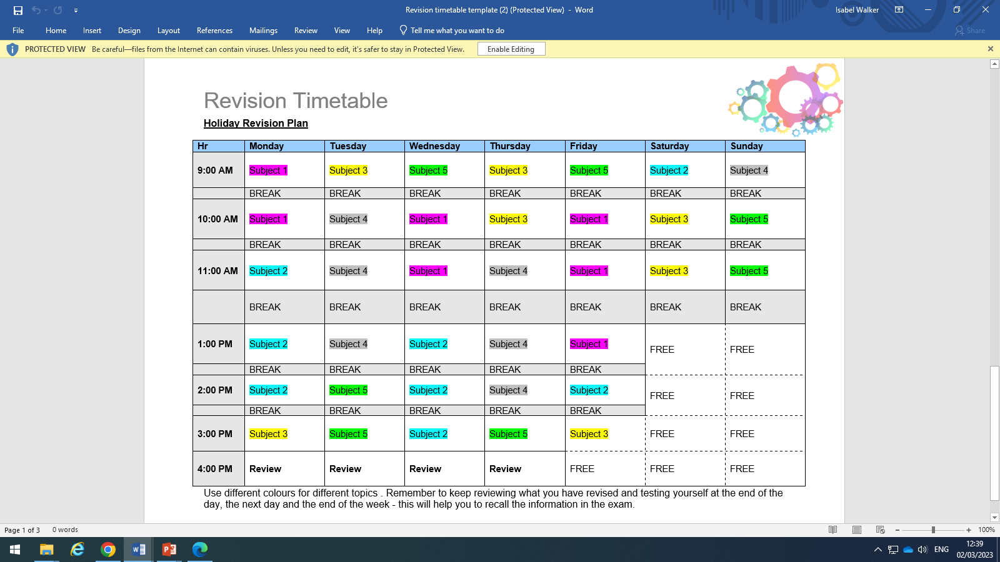 Revision timetable template (2) (Protected View) - Word
Isabel Walker
File Home Insert Design Layout References Mailings Review View Help Tell me what you want to do Share
PROTECTED VIEW Be careful—files from the Internet can contain viruses. Unless you need to edit, it's safer to stay in Protected View. Enable Editing
Revision Timetable
Holiday Revision Plan
Hr Monday Tuesday Wednesday Thursday Friday Saturday Sunday
9:00 AM Subject 1 Subject 3 Subject 5 Subject 3 Subject 5 Subject 2 Subject 4
BREAK BREAK BREAK BREAK BREAK BREAK BREAK
10:00 AM Subject 1 Subject 4 Subject 1 Subject 3 Subject 1 Subject 3 Subject 5
BREAK BREAK BREAK BREAK BREAK BREAK BREAK
11:00 AM Subject 2 Subject 4 Subject 1 Subject 4 Subject 1 Subject 3 Subject 5
BREAK BREAK BREAK BREAK BREAK BREAK BREAK
1:00 PM Subject 2 Subject 4 Subject 2 Subject 4 Subject 1 FREE FREE
BREAK BREAK BREAK BREAK BREAK
2:00 PM Subject 2 Subject 5 Subject 2 Subject 4 Subject 2 FREE FREE
BREAK BREAK BREAK BREAK BREAK
3:00 PM Subject 3 Subject 5 Subject 2 Subject 5 Subject 3 FREE FREE
4:00 PM Review Review Review Review FREE FREE FREE
Use different colours for different topics . Remember to keep reviewing what you have revised and testing yourself at the end of the
day, the next day and the end of the week - this will help you to recall the information in the exam.
Page 1 of 3 0 words 100%
ENG 12:39
02/03/2023